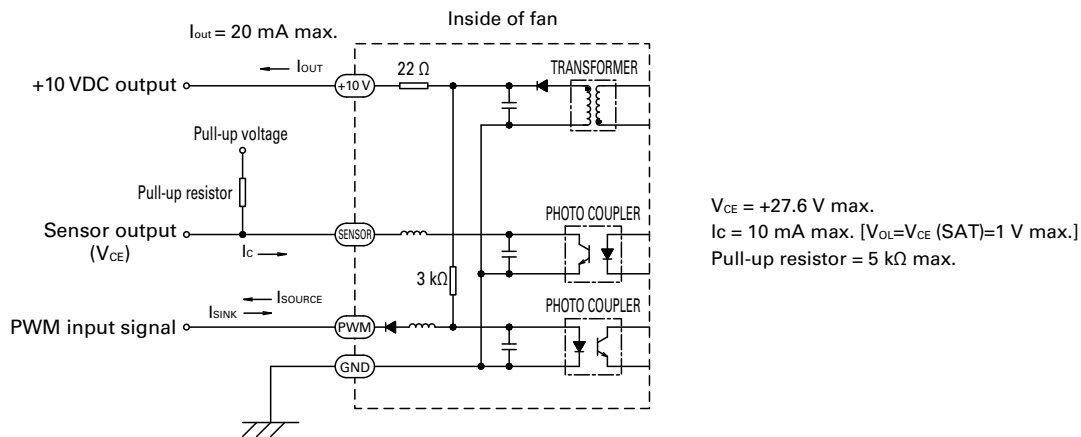 Inside of fan
Iout = 20 mA max.
IOUT
+10 VDC output
+10 V
22 Ω
TRANSFORMER
Pull-up voltage
Pull-up resistor
PHOTO COUPLER
Sensor output
(VCE)
SENSOR
IC
VCE = +27.6 V max.
Ic = 10 mA max. [VOL=VCE (SAT)=1 V max.]
Pull-up resistor = 5 kΩ max.
3 kΩ
ISOURCE
ISINK
PHOTO COUPLER
PWM input signal
PWM
GND